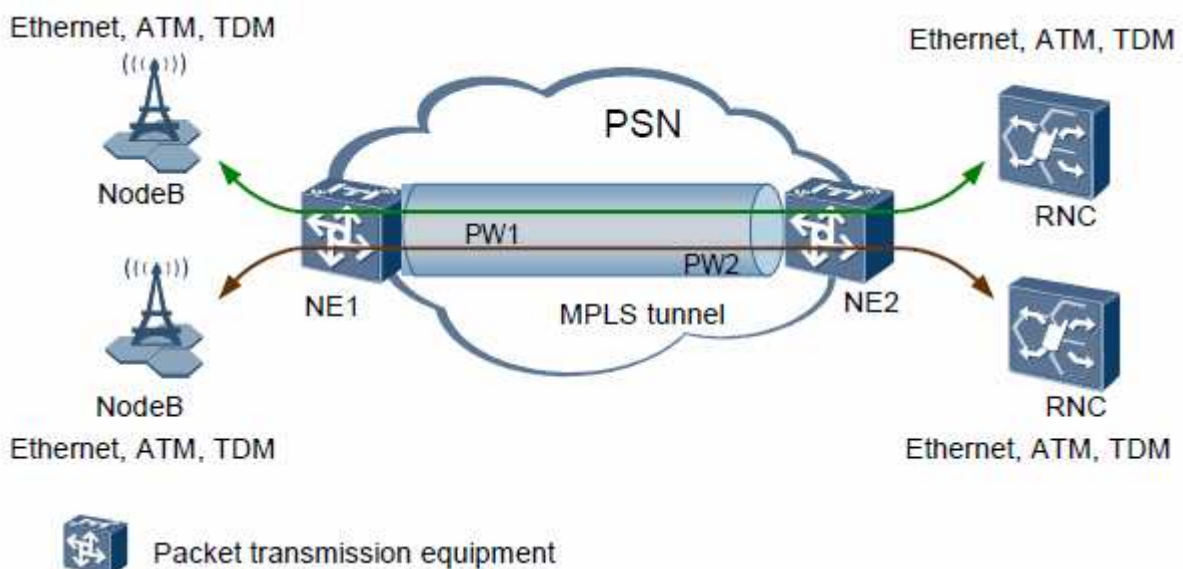 Ethernet, ATM, TDM
Ethernet, ATM, TDM
PSN
NodeB
RNC
PW1
PW2
NE1
NE2
MPLS tunnel
NodeB
RNC
Ethernet, ATM, TDM
Ethernet, ATM, TDM
Packet transmission equipment